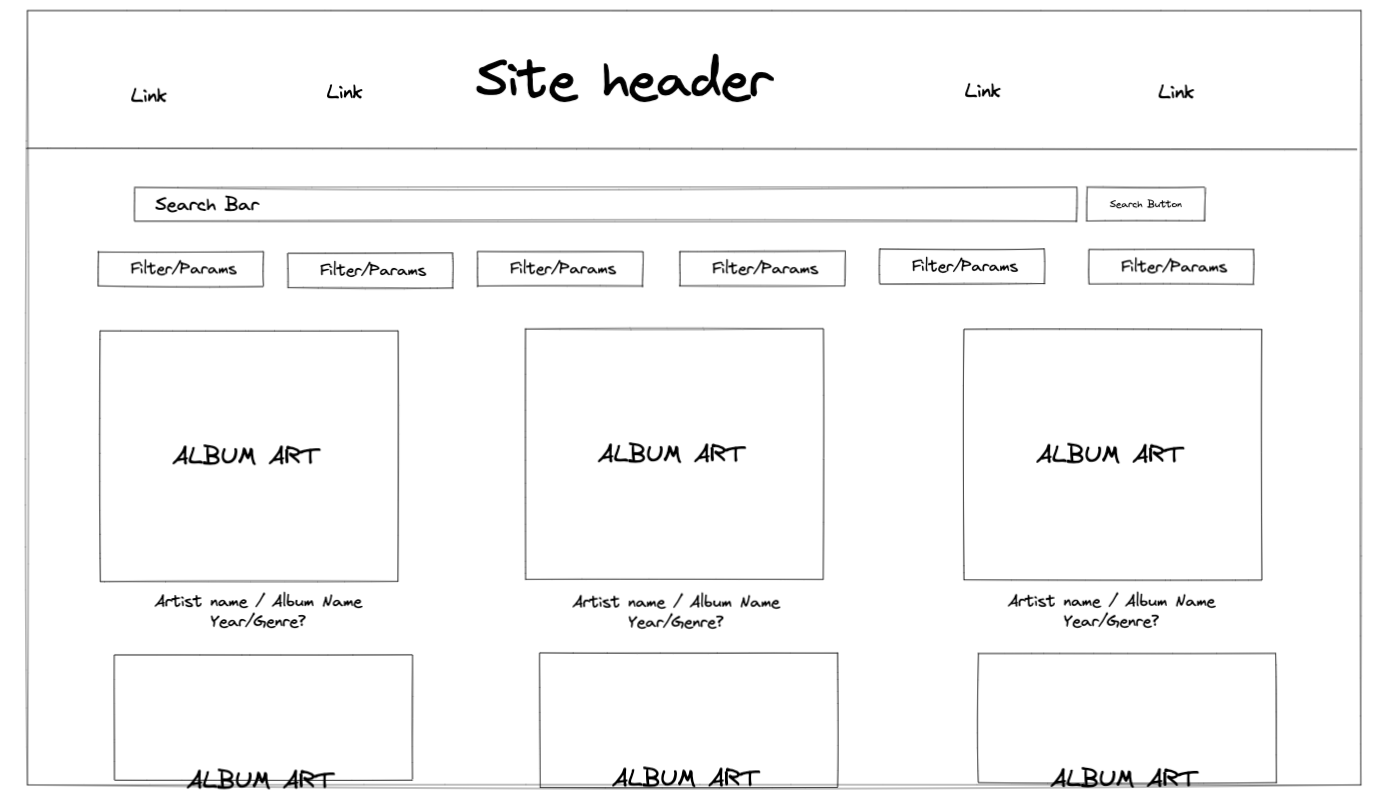 Link
Link
Site header
Link
Link
Search Bar
Search Button
Filter/Params
Filter/Params
Filter/Params
Filter/Params
Filter/Params
Filter/Params
ALBUM ART
ALBUM ART
ALBUM ART
Artist name / Album Name
Year/Genre?
Artist name / Album Name
Year/Genre?
Artist name / Album Name
Year/Genre?
ALBUM ART
ALBUM ART
ALBUM ART